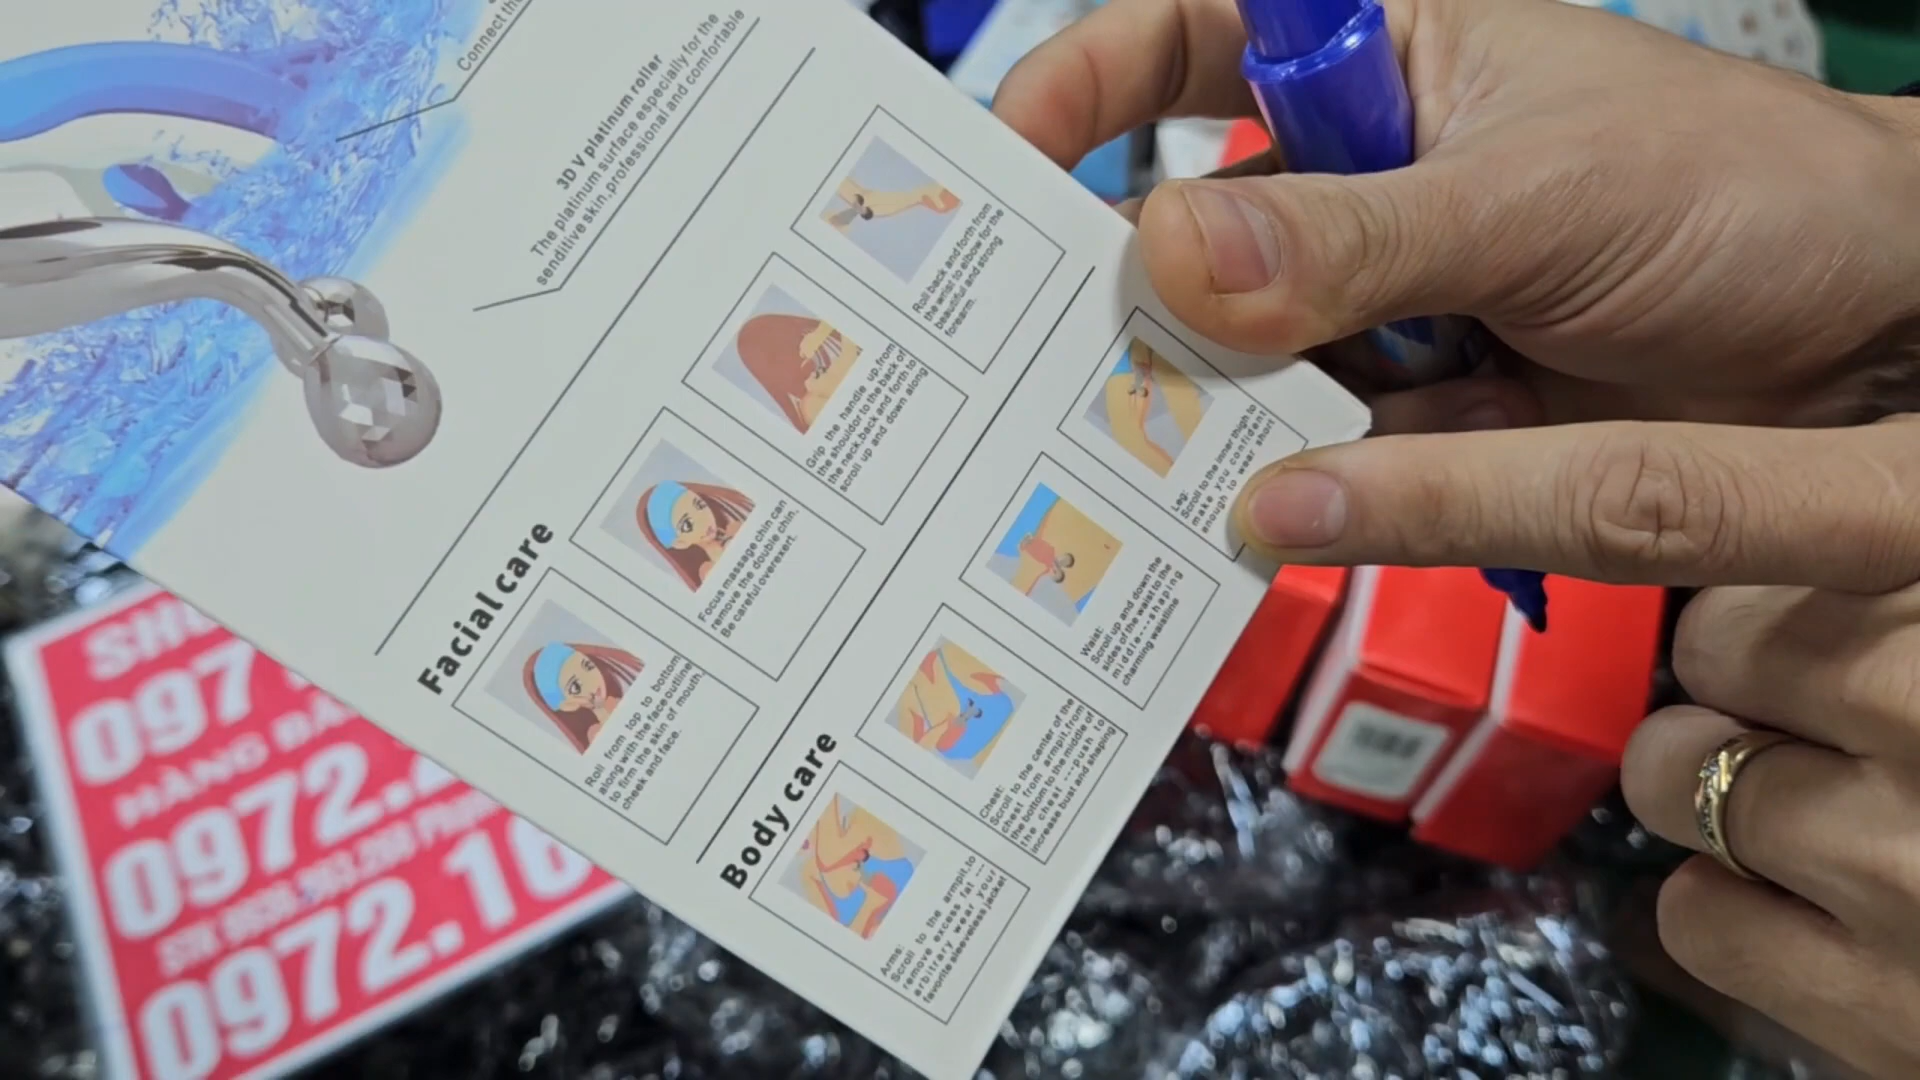 Connect
3D V platinum roller
The platinum surface especially for the
senditive skin,professional and comfortable
Facial care
Roll from top to bottom
along with the face outline
to firm the skin of mouth,
cheek and face.
Focus massage chin can
remove the double chin,
Be careful overexert.
Grip the handle up,from
the shouldor to the back of
the neck,back and forth to
scroll up and down along
Roll back and forth from
the wrist to elbow for the
beautiful and strong
forearm.
Body care
Arms:
Scroll to the armpit,to
remove excess fat ---
arbitrary wear your
favorite sleeveless jacket
Chest:
Scroll to the center of the
chest from armpit,from
the bottom to the middle of
the chest ---push to
increase bust and shaping
Waist:
Scroll up and down the
sides of the waist to the
middle---shaping
charming waistline
Leg:
Scroll to the inner thigh to
make you confident
enough to wear short
097
HÀNG
0972.
0972.16